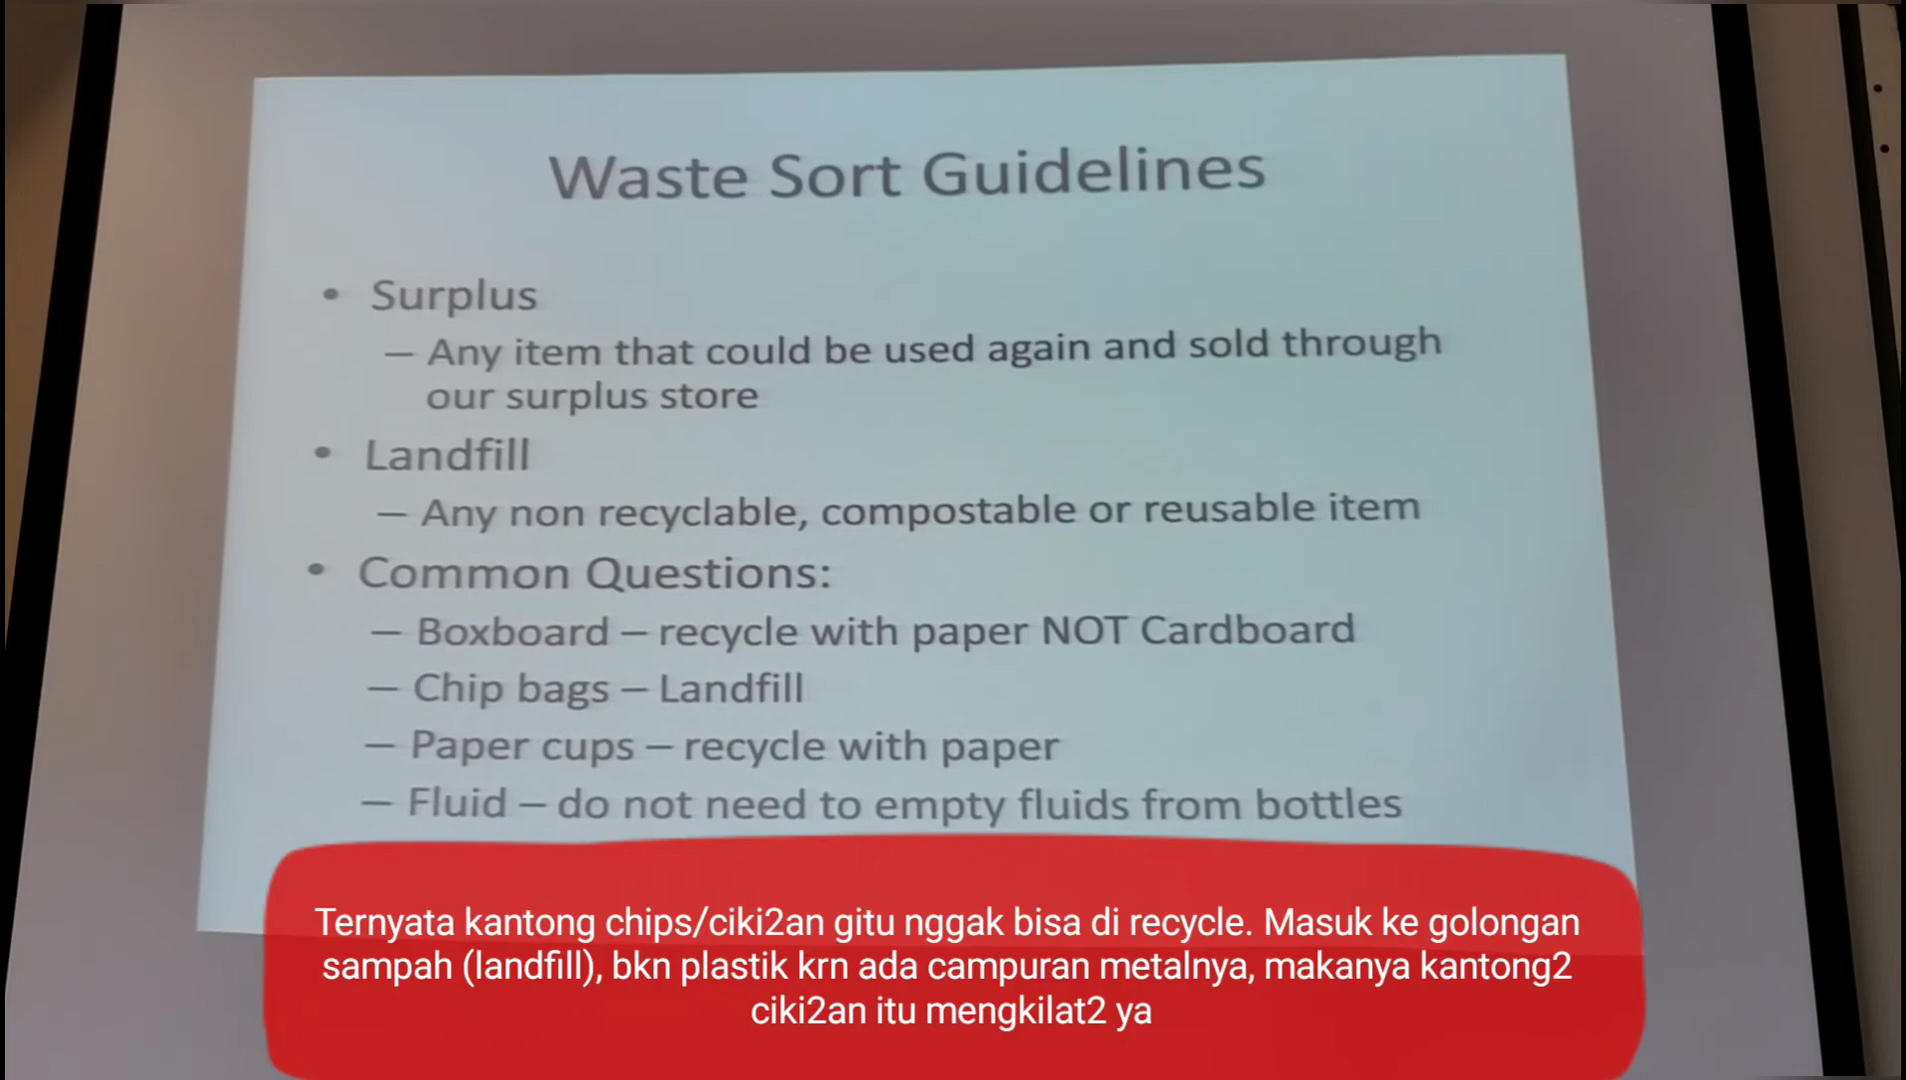 Waste Sort Guidelines
• Surplus
– Any item that could be used again and sold through
our surplus store
• Landfill
– Any non recyclable, compostable or reusable item
• Common Questions:
– Boxboard – recycle with paper NOT Cardboard
– Chip bags – Landfill
– Paper cups – recycle with paper
– Fluid – do not need to empty fluids from bottles
Ternyata kantong chips/ciki2an gitu nggak bisa di recycle. Masuk ke golongan
sampah (landfill), bkn plastik krn ada campuran metalnya, makanya kantong2
ciki2an itu mengkilat2 ya